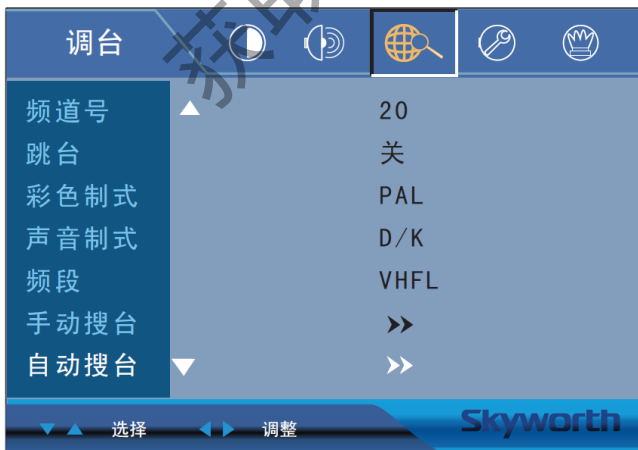 调台
频道号 20
跳台 关
彩色制式 PAL
声音制式 D/K
频段 VHFL
手动搜台
自动搜台
选择 调整
Skyworth